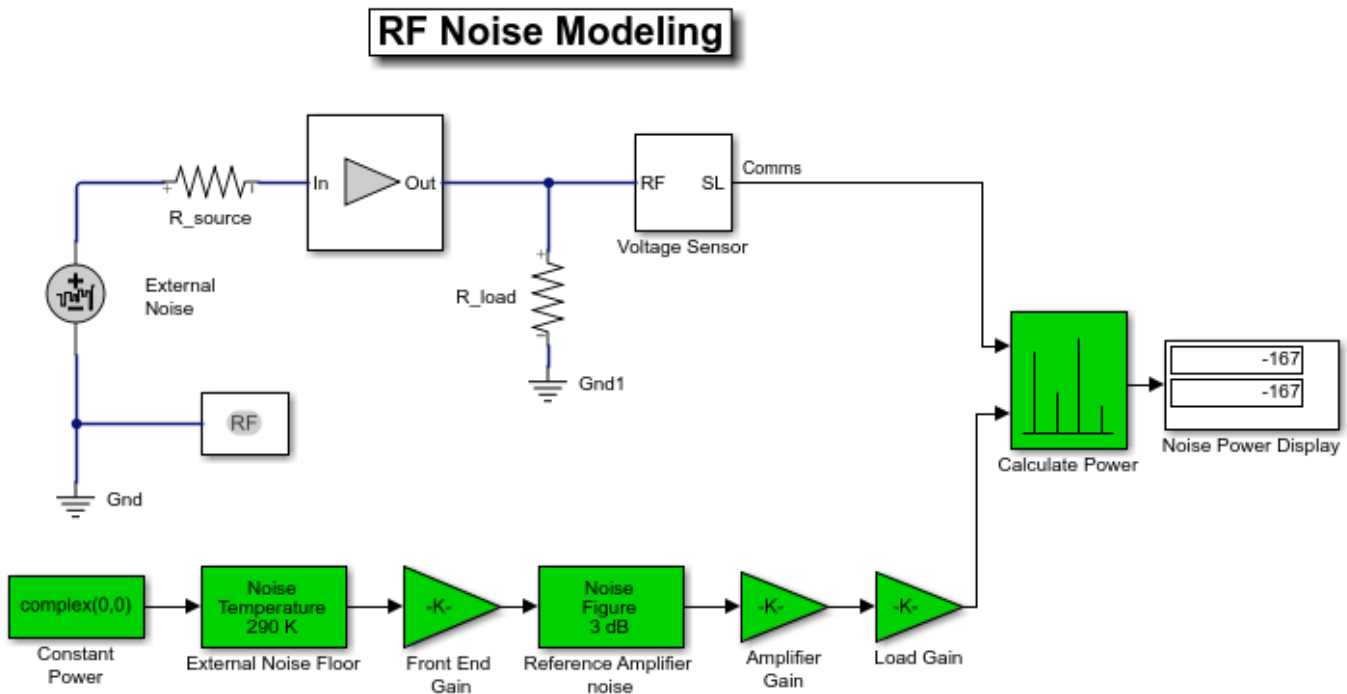 RF Noise Modeling
R_source
In
Out
RF
SL
Comms
Voltage Sensor
External
Noise
R_load
Gnd1
RF
Gnd
-167
-167
Calculate Power
Noise Power Display
complex(0,0)
Constant
Power
Noise
Temperature
290 K
External Noise Floor
-K-
Front End
Gain
Noise
Figure
3 dB
Reference Amplifier
noise
-K-
Amplifier
Gain
-K-
Load Gain